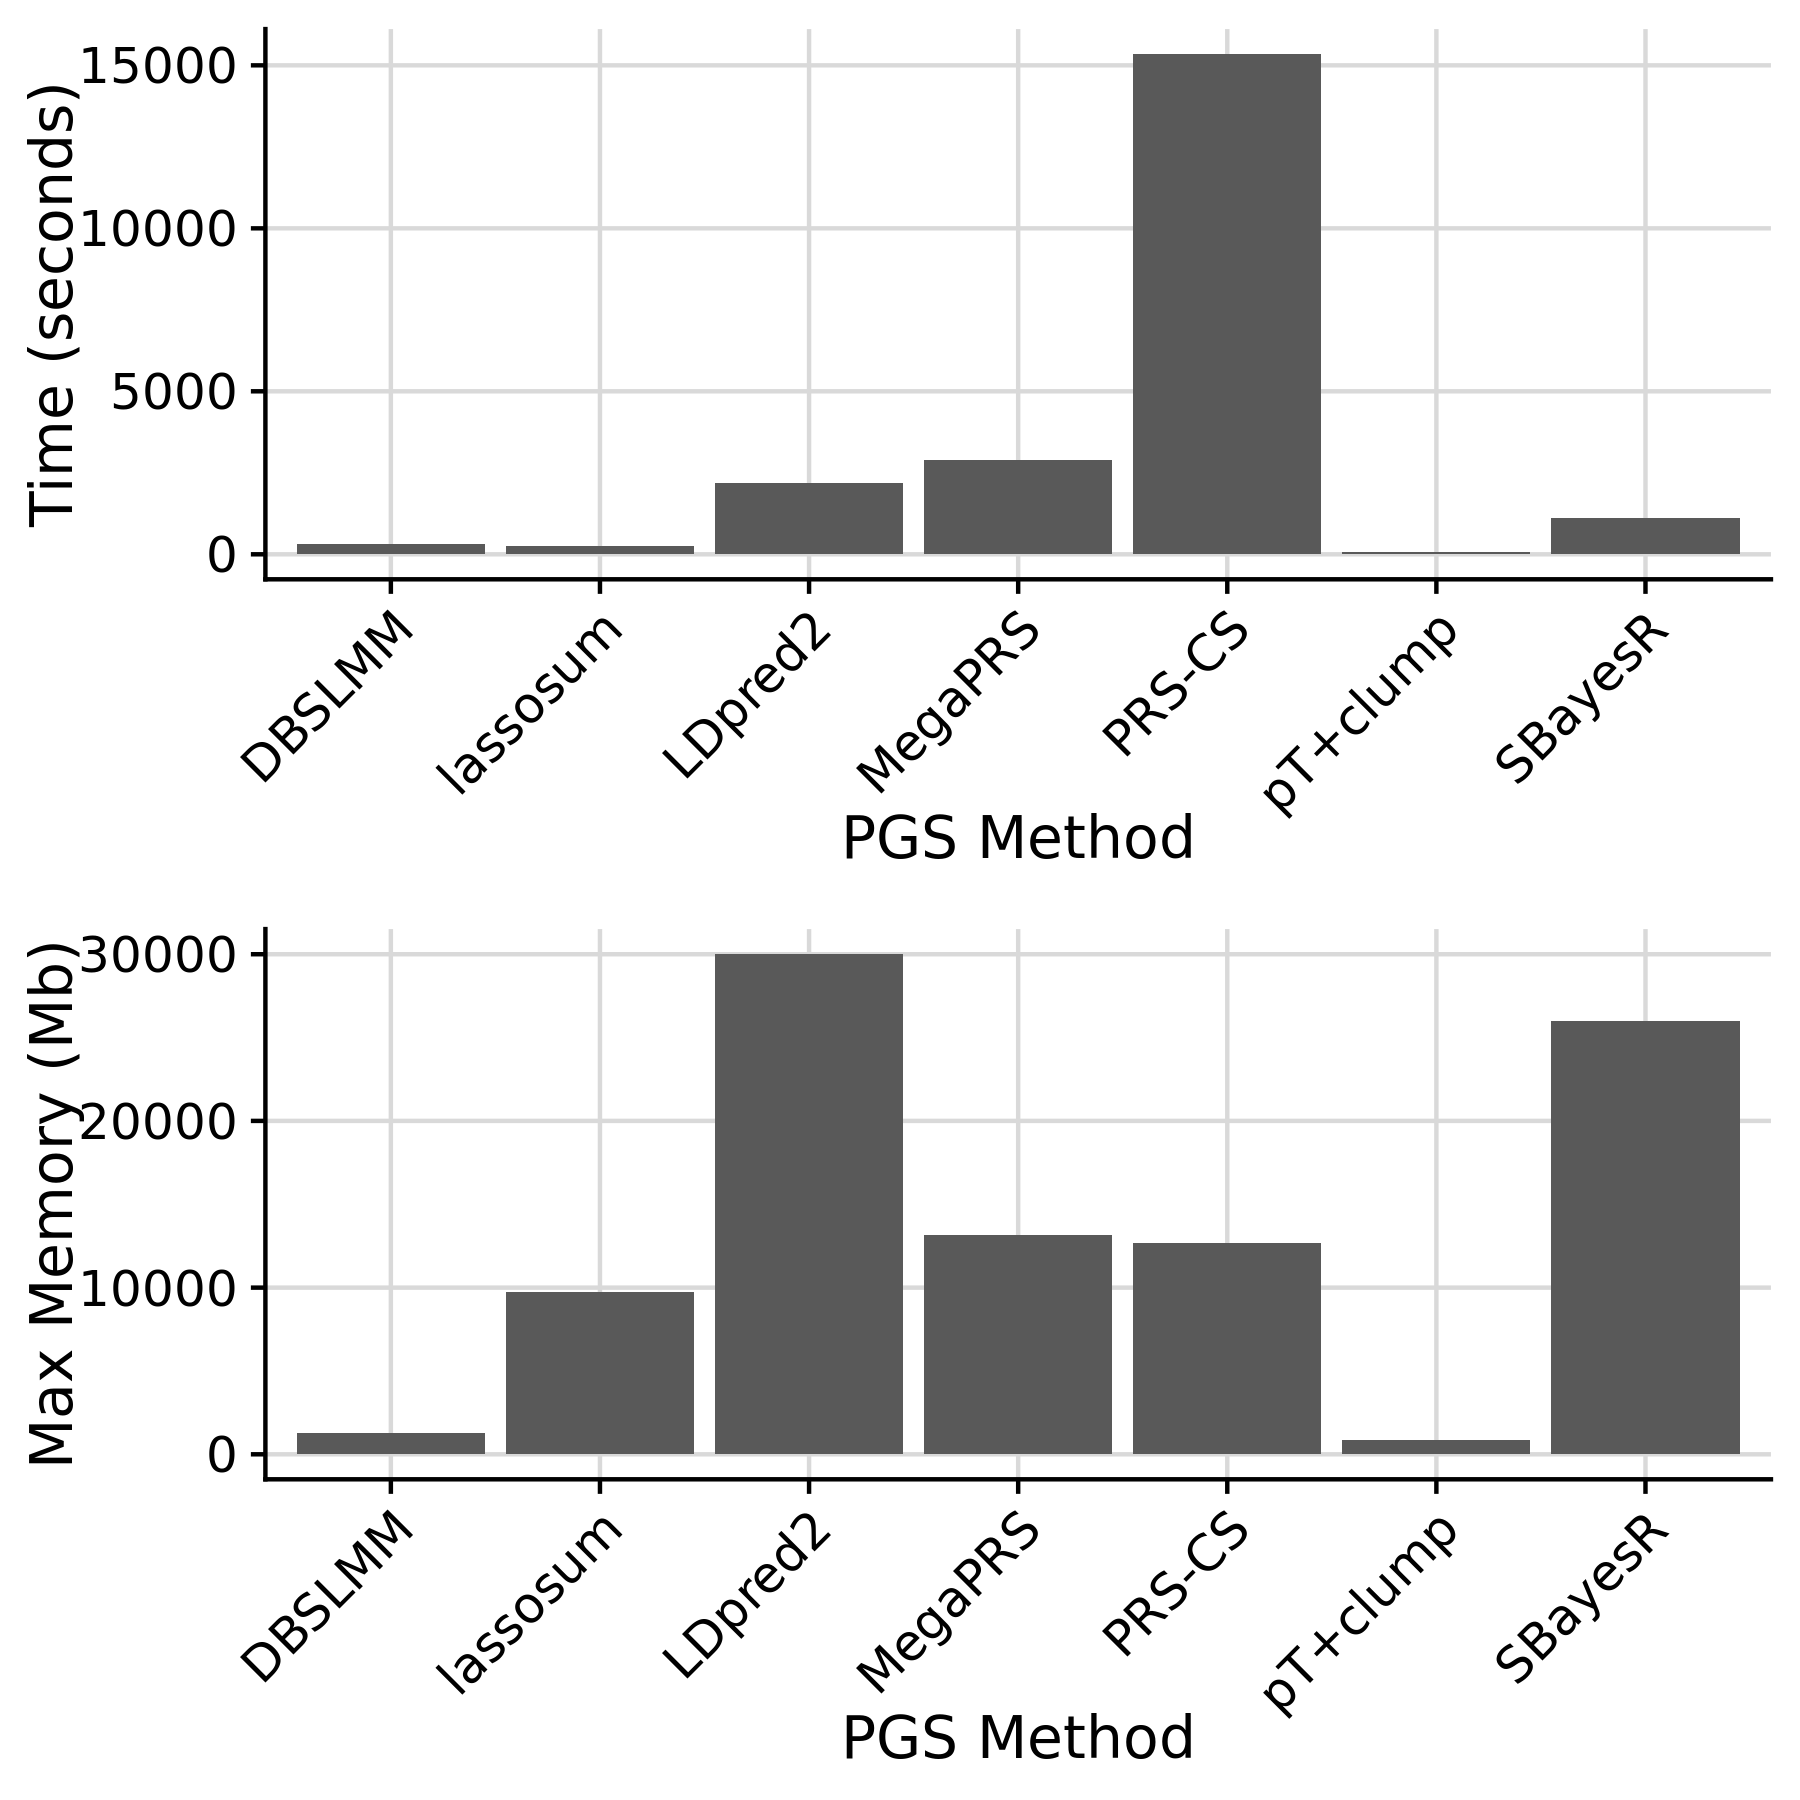 Time (seconds)
15000
10000
5000
0
DBSLMM
lassosum
LDpred2
MegaPRS
PRS-CS
pT+clump
SBayesR
PGS Method
Max Memory (Mb)
30000
20000
10000
0
DBSLMM
lassosum
LDpred2
MegaPRS
PRS-CS
pT+clump
SBayesR
PGS Method